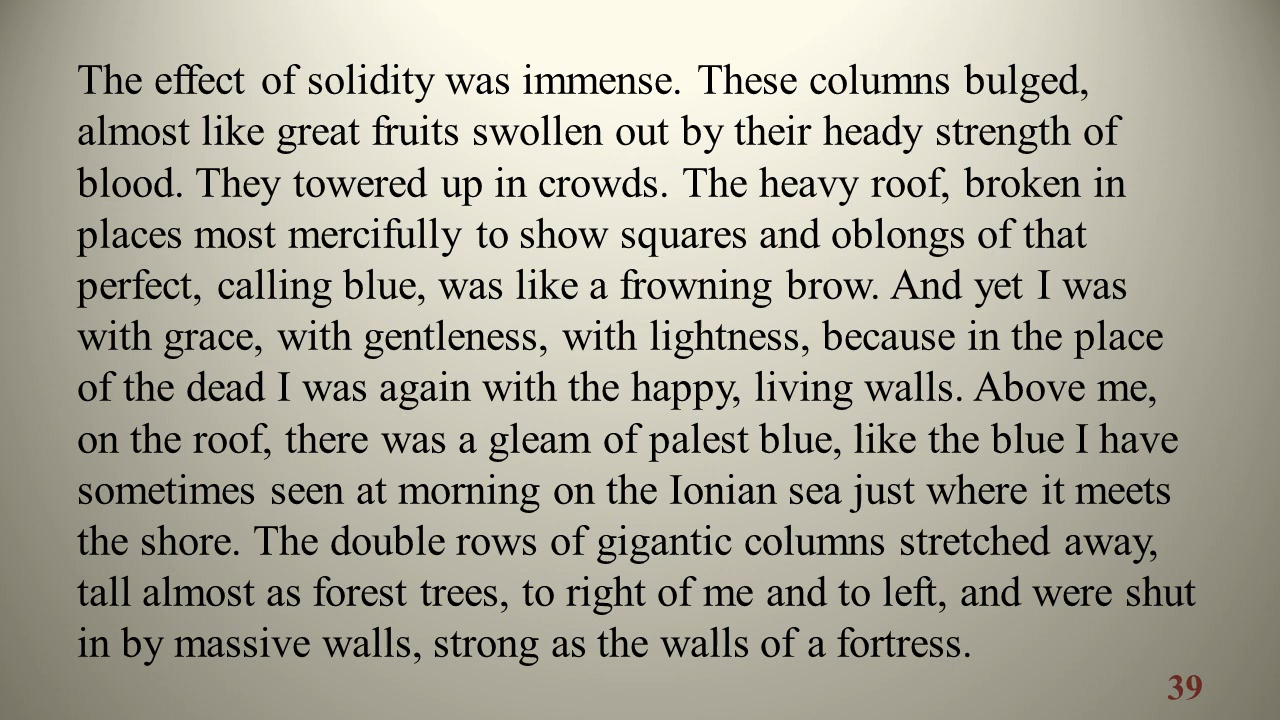 The effect of solidity was immense. These columns bulged,
almost like great fruits swollen out by their heady strength of
blood. They towered up in crowds. The heavy roof, broken in
places most mercifully to show squares and oblongs of that
perfect, calling blue, was like a frowning brow. And yet I was
with grace, with gentleness, with lightness, because in the place
of the dead I was again with the happy, living walls. Above me,
on the roof, there was a gleam of palest blue, like the blue I have
sometimes seen at morning on the Ionian sea just where it meets
the shore. The double rows of gigantic columns stretched away,
tall almost as forest trees, to right of me and to left, and were shut
in by massive walls, strong as the walls of a fortress.
39